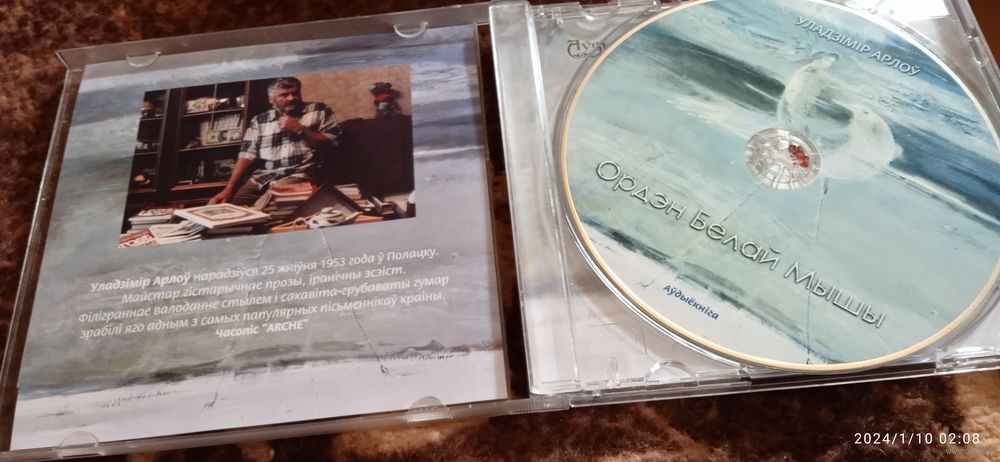 Уладзімір Арлоў нарадзіўся 25 жніўня 1953 года ў Полацку.
Майстар гістарычнае прозы, іранічны эсэіст.
Філіграннае валоданне стылем і сакавіта-грубаваты гумар
зрабілі яго адным з самых папулярных пісьменнікаў краіны.
Часопіс "ARCHE"
УЛАДЗІМІР АРЛОЎ
Ордэн Белай Мышы
аўдыёкніга
2024/1/10 02:08